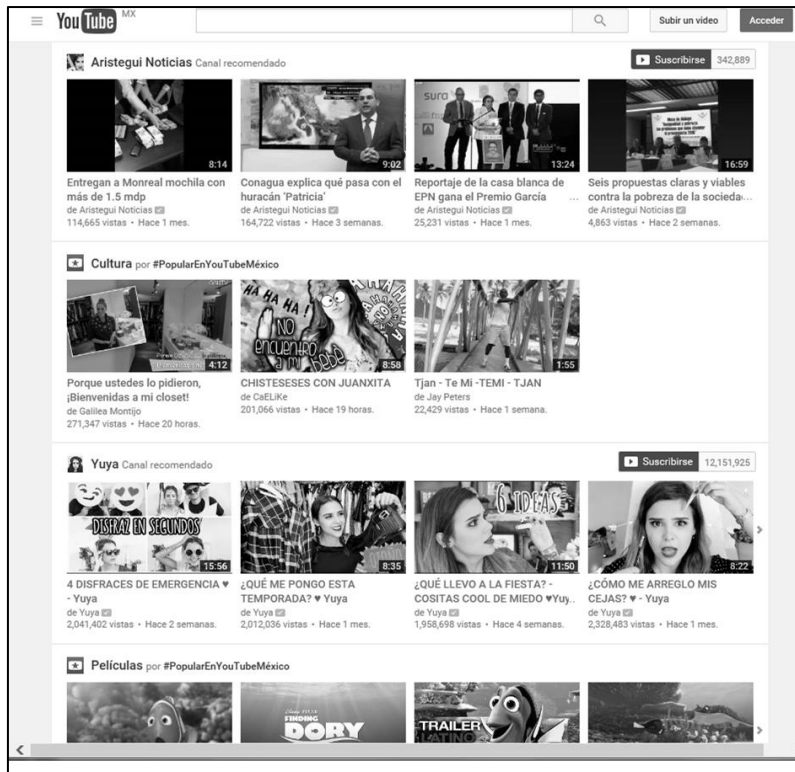 YouTube MX
Subir un video
Acceder
Aristegui Noticias Canal recomendado
Suscribirse 342,889
8:14
9:02
sura
13:24
16:59
Entregan a Monreal mochila con
más de 1.5 mdp
de Aristegui Noticias
114,665 vistas • Hace 1 mes.
Conagua explica qué pasa con el
huracán 'Patricia'
de Aristegui Noticias
164,722 vistas • Hace 3 semanas.
Reportaje de la casa blanca de
EPN gana el Premio García ...
de Aristegui Noticias
25,231 vistas • Hace 1 mes.
Seis propuestas claras y viables
contra la pobreza de la socieda...
de Aristegui Noticias
4,863 vistas • Hace 2 semanas.
Cultura por #PopularEnYouTubeMéxico
4:12
HA HA HA!
NO
encuentro
a mi bebé
8:58
1:55
Porque ustedes lo pidieron,
¡Bienvenidas a mi closet!
de Galilea Montijo
271,347 vistas • Hace 20 horas.
CHISTESESES CON JUANXITA
de CaELiKe
201,066 vistas • Hace 19 horas.
Tjan - Te Mi -TEMI - TJAN
de Jay Peters
22,429 vistas • Hace 1 semana.
Yuya Canal recomendado
Suscribirse 12,151,925
DISFRAZ EN SEGUNDOS
15:56
8:35
6 IDEAS
11:50
8:22
4 DISFRACES DE EMERGENCIA ♥
- Yuya
de Yuya
2,041,402 vistas • Hace 2 semanas.
¿QUÉ ME PONGO ESTA
TEMPORADA? ♥ Yuya
de Yuya
2,012,036 vistas • Hace 1 mes.
¿QUÉ LLEVO A LA FIESTA? -
COSITAS COOL DE MIEDO ♥Yuy..
de Yuya
1,958,698 vistas • Hace 4 semanas.
¿CÓMO ME ARREGLO MIS
CEJAS? ♥ - Yuya
de Yuya
2,328,483 vistas • Hace 1 mes.
Películas por #PopularEnYouTubeMéxico
FINDING
DORY
TRAILER
LATINO